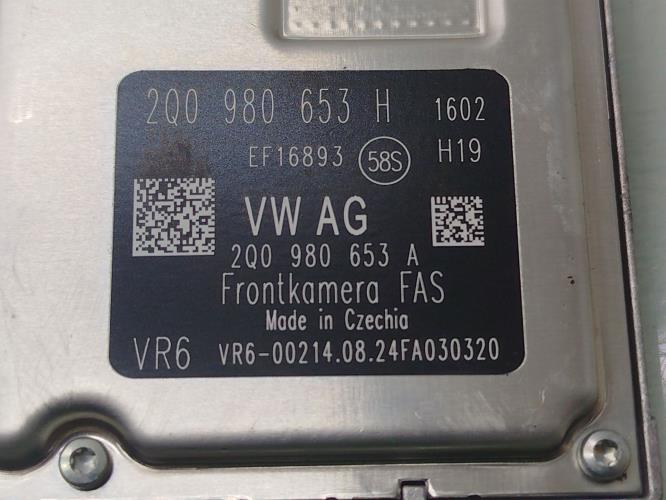 2Q0 980 653 H 1602
EF16893 58S H19
VW AG
2Q0 980 653 A
Frontkamera FAS
Made in Czechia
VR6 VR6-00214.08.24FA030320